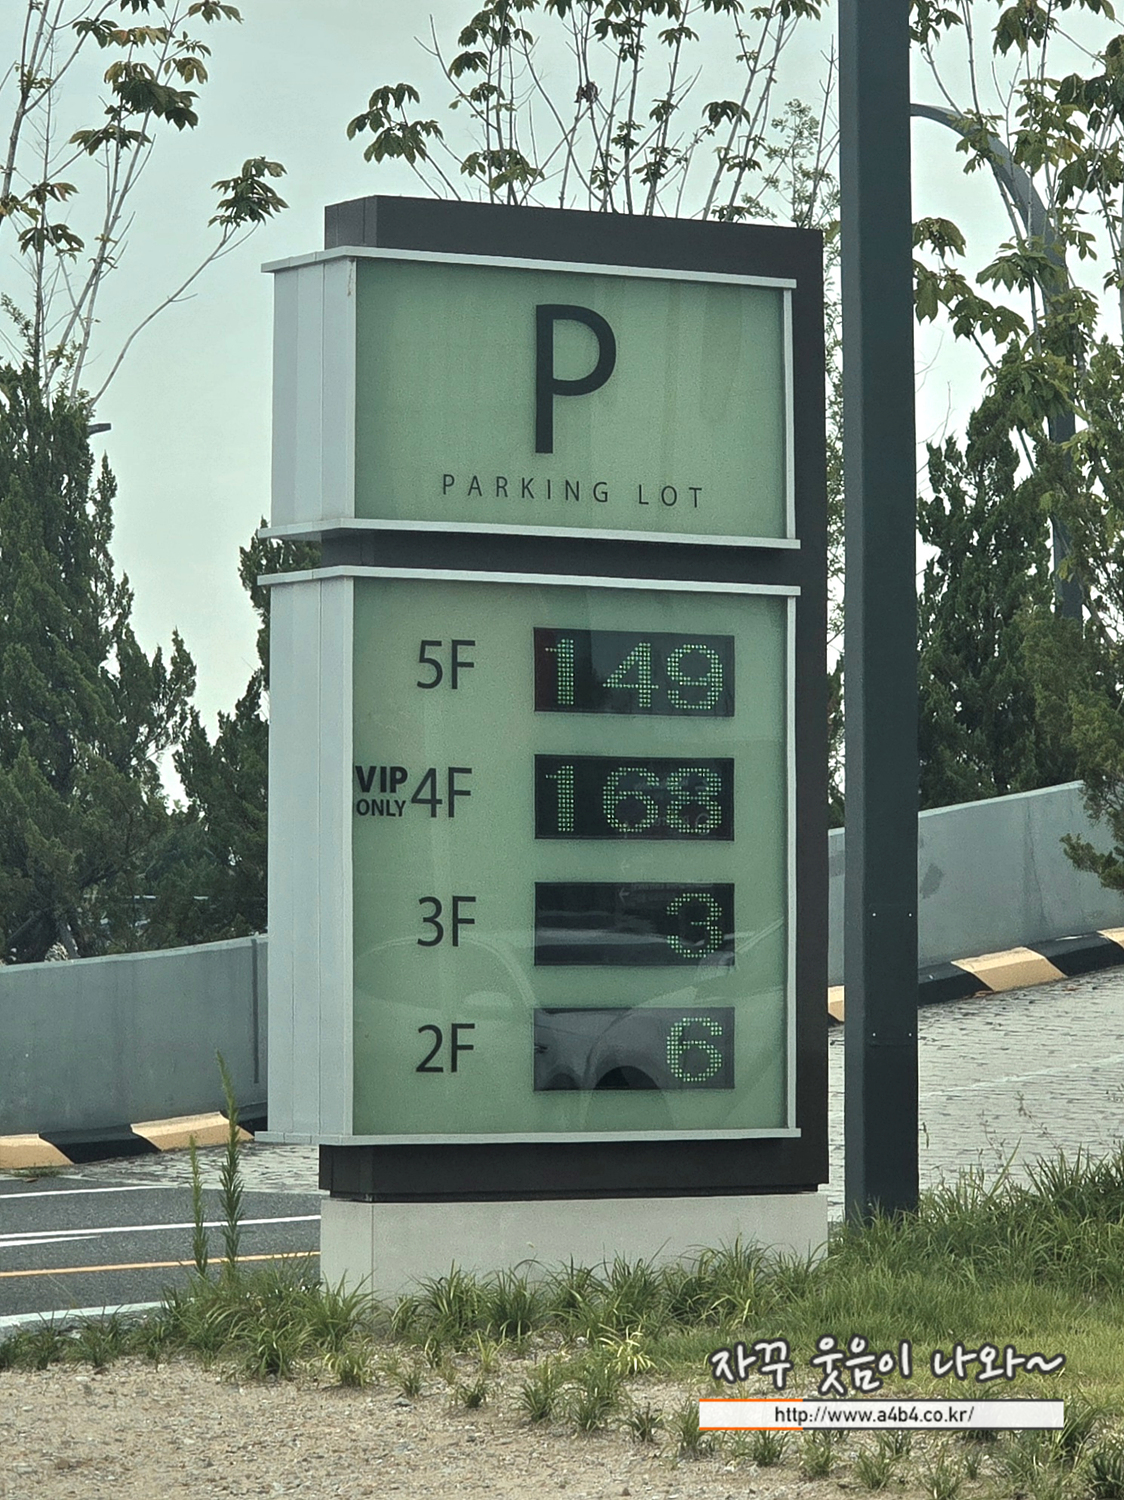 P
PARKING LOT
5F 149
VIP ONLY 4F 168
3F 3
2F 6
자꾸 웃음이 나와~
http://www.a4b4.co.kr/